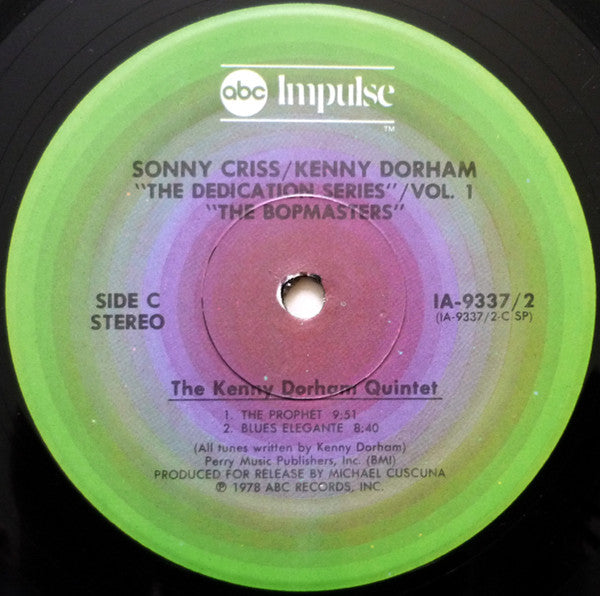 abc Impulse
TM
SONNY CRISS/KENNY DORHAM
"THE DEDICATION SERIES"/VOL. 1
"THE BOPMASTERS"
SIDE C
STEREO
IA-9337/2
(IA-9337/2-C SP)
The Kenny Dorham Quintet
1. THE PROPHET 9:51
2. BLUES ELEGANTE 8:40
(All tunes written by Kenny Dorham)
Perry Music Publishers, Inc. (BMI)
PRODUCED FOR RELEASE BY MICHAEL CUSCUNA
℗ 1978 ABC RECORDS, INC.